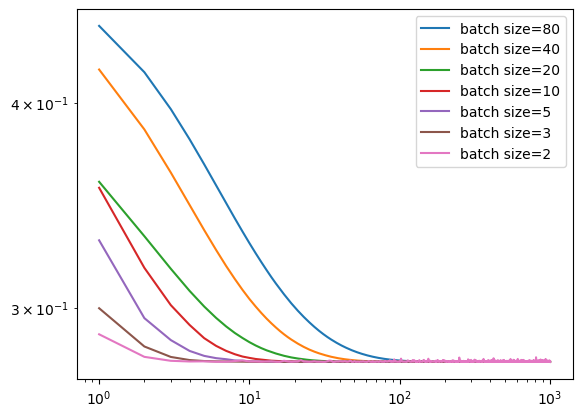 batch size=80
batch size=40
batch size=20
batch size=10
batch size=5
batch size=3
batch size=2
4 × 10⁻¹
3 × 10⁻¹
10⁰ 10¹ 10² 10³